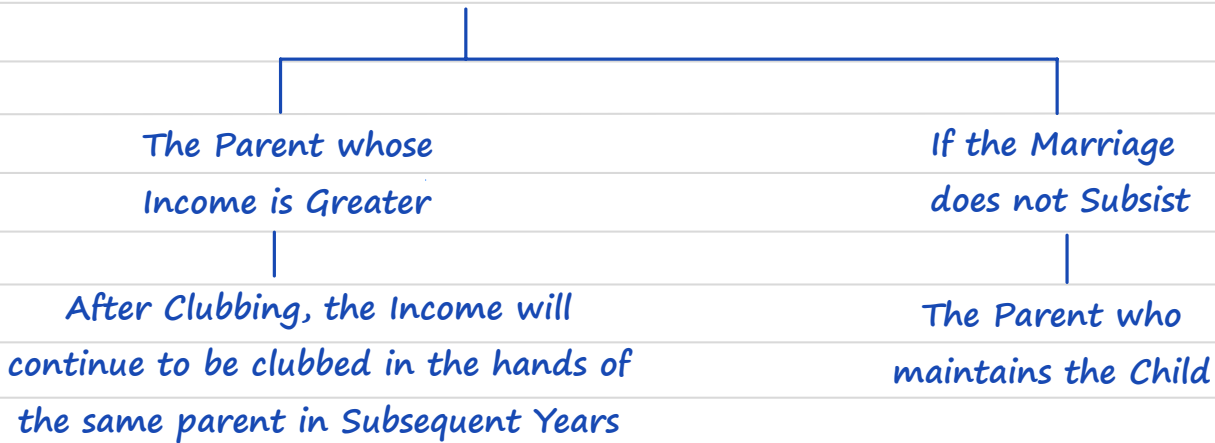 The Parent whose
Income is Greater
After Clubbing, the Income will
continue to be clubbed in the hands of
the same parent in Subsequent Years
If the Marriage
does not Subsist
The Parent who
maintains the Child